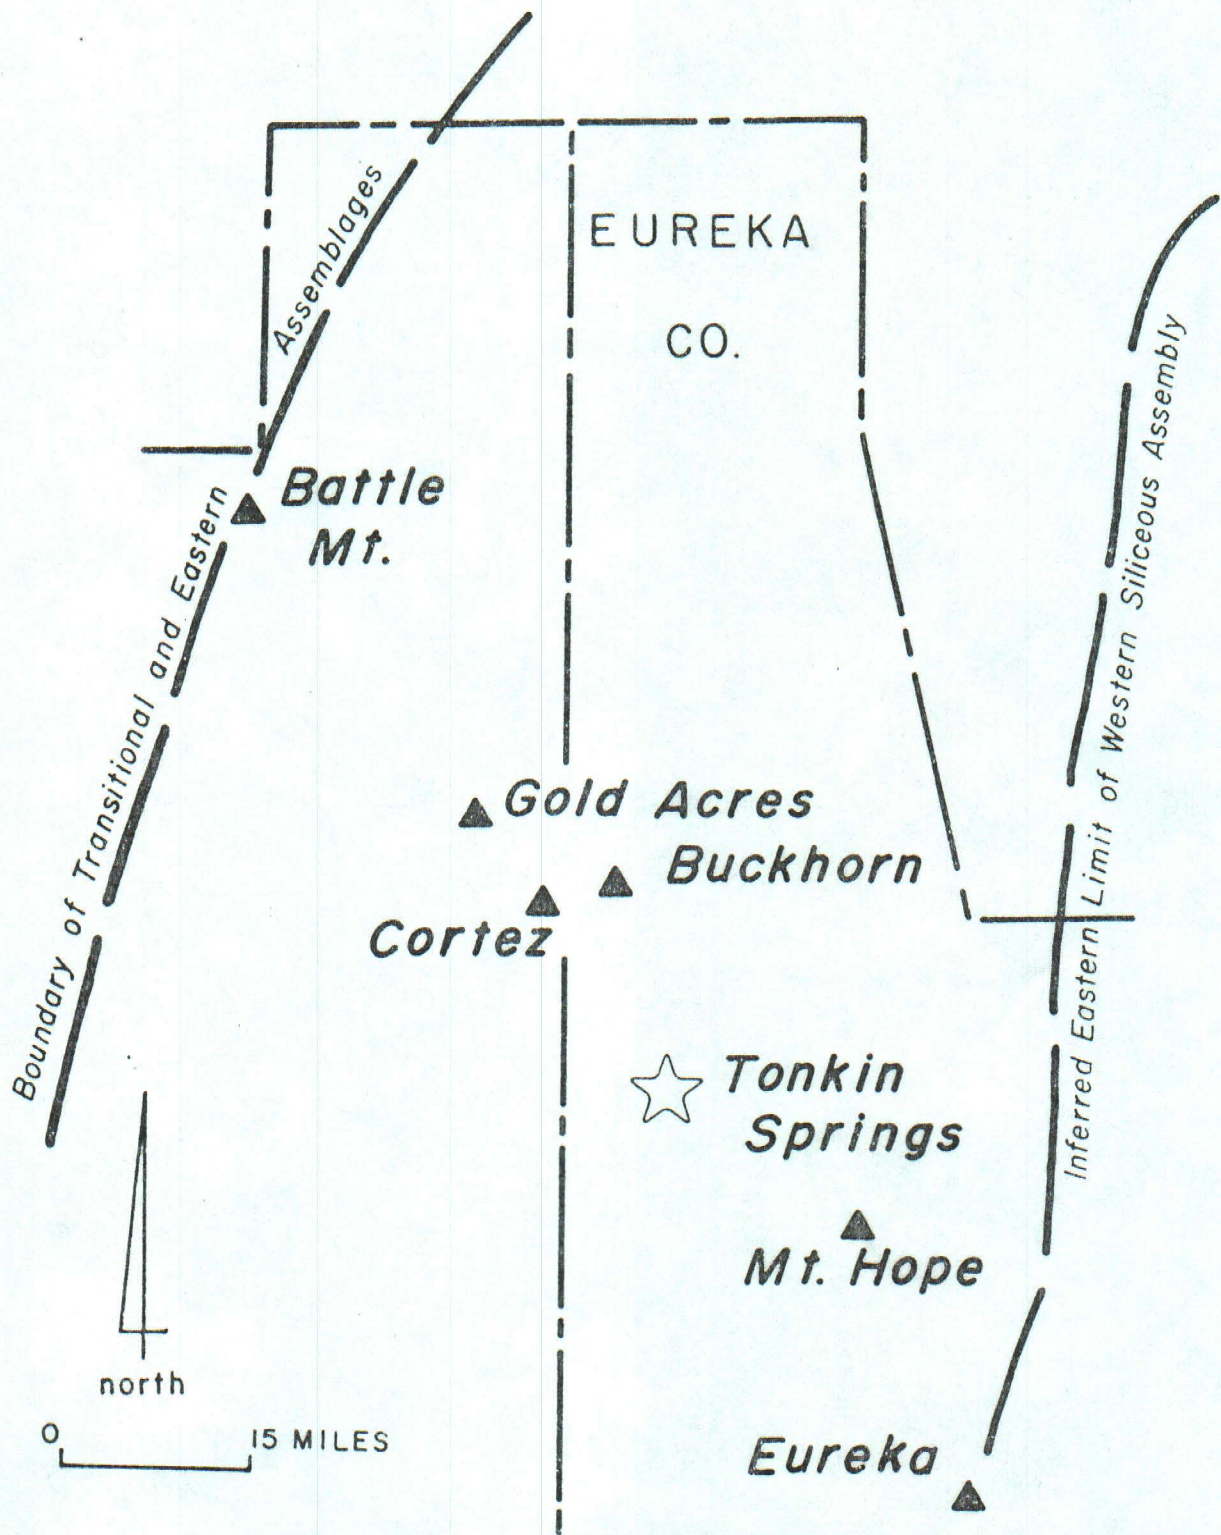 EUREKA
CO.
Boundary of Transitional and Eastern Assemblages
Battle
Mt.
Inferred Eastern Limit of Western Siliceous Assembly
Gold Acres
Buckhorn
Cortez
Tonkin
Springs
Mt. Hope
north
0 15 MILES
Eureka